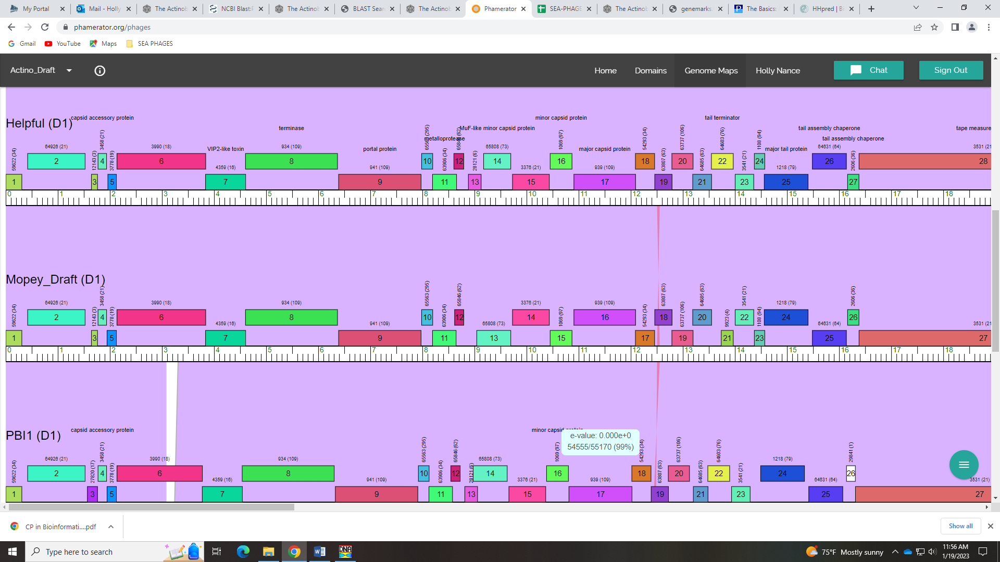 My Portal
Mail - Holly
The Actinob
NCBI Blast:P
The Actinob
BLAST Sear
The Actinob
Phamerator
SEA-PHAGE
The Actinob
genemarks.
The Basics:
HHpred | Bi
phamerator.org/phages
Gmail
YouTube
Maps
SEA PHAGES
Actino_Draft
Home
Domains
Genome Maps
Holly Nance
Chat
Sign Out
Helpful (D1)
capsid accessory protein
minor capsid protein
tail terminator
terminase
MuF-like minor capsid protein
tail assembly chaperone
tape measure
metalloprotease
tail assembly chaperone
VIP2-like toxin
portal protein
major capsid protein
major tail protein
59622 (34)
64926 (21)
12143 (3)
3458 (21)
3778 (19)
3990 (18)
4359 (16)
934 (109)
941 (109)
65563 (295)
63906 (34)
65846 (62)
28121 (6)
65808 (73)
3376 (21)
1069 (97)
939 (109)
54293 (34)
63807 (63)
63737 (106)
64685 (63)
64603 (76)
3541 (21)
1108 (94)
1218 (79)
64631 (64)
2606 (36)
3531 (21
2 4 6 8 10 12 14 16 18 20 22 24 26 28
1 3 5 7 9 11 13 15 17 19 21 23 25 27
0 1 2 3 4 5 6 7 8 9 10 11 12 13 14 15 16 17 18
Mopey_Draft (D1)
59622 (34)
64926 (21)
12143 (3)
3458 (21)
3778 (19)
3990 (18)
4359 (16)
934 (109)
941 (109)
65563 (295)
63906 (34)
65846 (62)
65808 (73)
3376 (21)
1069 (97)
939 (109)
54293 (34)
63807 (63)
63737 (106)
64685 (63)
9923 (4)
3541 (21)
1108 (94)
1218 (79)
64631 (64)
2606 (36)
3531 (21
2 4 6 8 10 12 14 16 18 20 22 24 26
1 3 5 7 9 11 13 15 17 19 21 23 25 27
0 1 2 3 4 5 6 7 8 9 10 11 12 13 14 15 16 17 18
PBI1 (D1)
capsid accessory protein
minor capsid protein
e-value: 0.000e+0
54555/55170 (99%)
59622 (34)
64926 (21)
27820 (17)
3458 (21)
3778 (19)
3990 (18)
4359 (16)
934 (109)
941 (109)
65563 (295)
63906 (34)
65846 (62)
28121 (6)
65808 (73)
3376 (21)
1069 (97)
939 (109)
54293 (34)
63807 (63)
63737 (106)
64685 (63)
64603 (76)
3541 (21)
1218 (79)
64631 (64)
29841 (1)
3531 (21)
2 4 6 8 10 12 14 16 18 20 22 24 26
1 3 5 7 9 11 13 15 17 19 21 23 25 27
CP in Bioinformati....pdf
Show all
Type here to search
DNA
75°F Mostly sunny
11:56 AM
1/19/2023